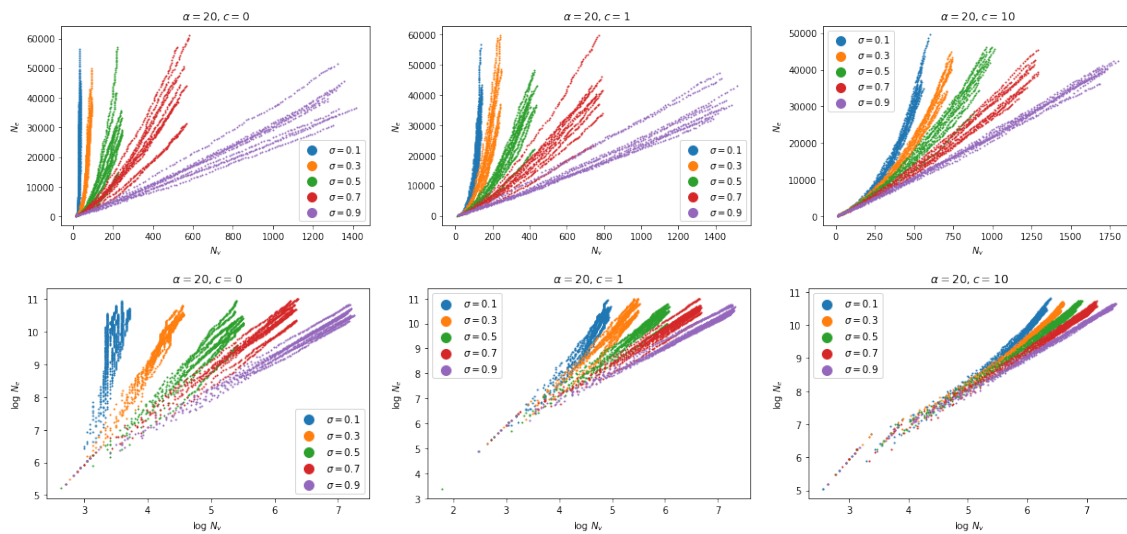 α = 20, c = 0
60000
50000
40000
30000
20000
10000
0
N_e
0 200 400 600 800 1000 1200 1400
N_v
σ = 0.1
σ = 0.3
σ = 0.5
σ = 0.7
σ = 0.9
α = 20, c = 1
60000
50000
40000
30000
20000
10000
0
N_e
0 200 400 600 800 1000 1200 1400
N_v
σ = 0.1
σ = 0.3
σ = 0.5
σ = 0.7
σ = 0.9
α = 20, c = 10
50000
40000
30000
20000
10000
0
N_e
0 250 500 750 1000 1250 1500 1750
N_v
σ = 0.1
σ = 0.3
σ = 0.5
σ = 0.7
σ = 0.9
α = 20, c = 0
11
10
9
8
7
6
5
log N_e
3 4 5 6 7
log N_v
σ = 0.1
σ = 0.3
σ = 0.5
σ = 0.7
σ = 0.9
α = 20, c = 1
11
10
9
8
7
6
5
4
3
log N_e
2 3 4 5 6 7
log N_v
σ = 0.1
σ = 0.3
σ = 0.5
σ = 0.7
σ = 0.9
α = 20, c = 10
11
10
9
8
7
6
5
log N_e
3 4 5 6 7
log N_v
σ = 0.1
σ = 0.3
σ = 0.5
σ = 0.7
σ = 0.9